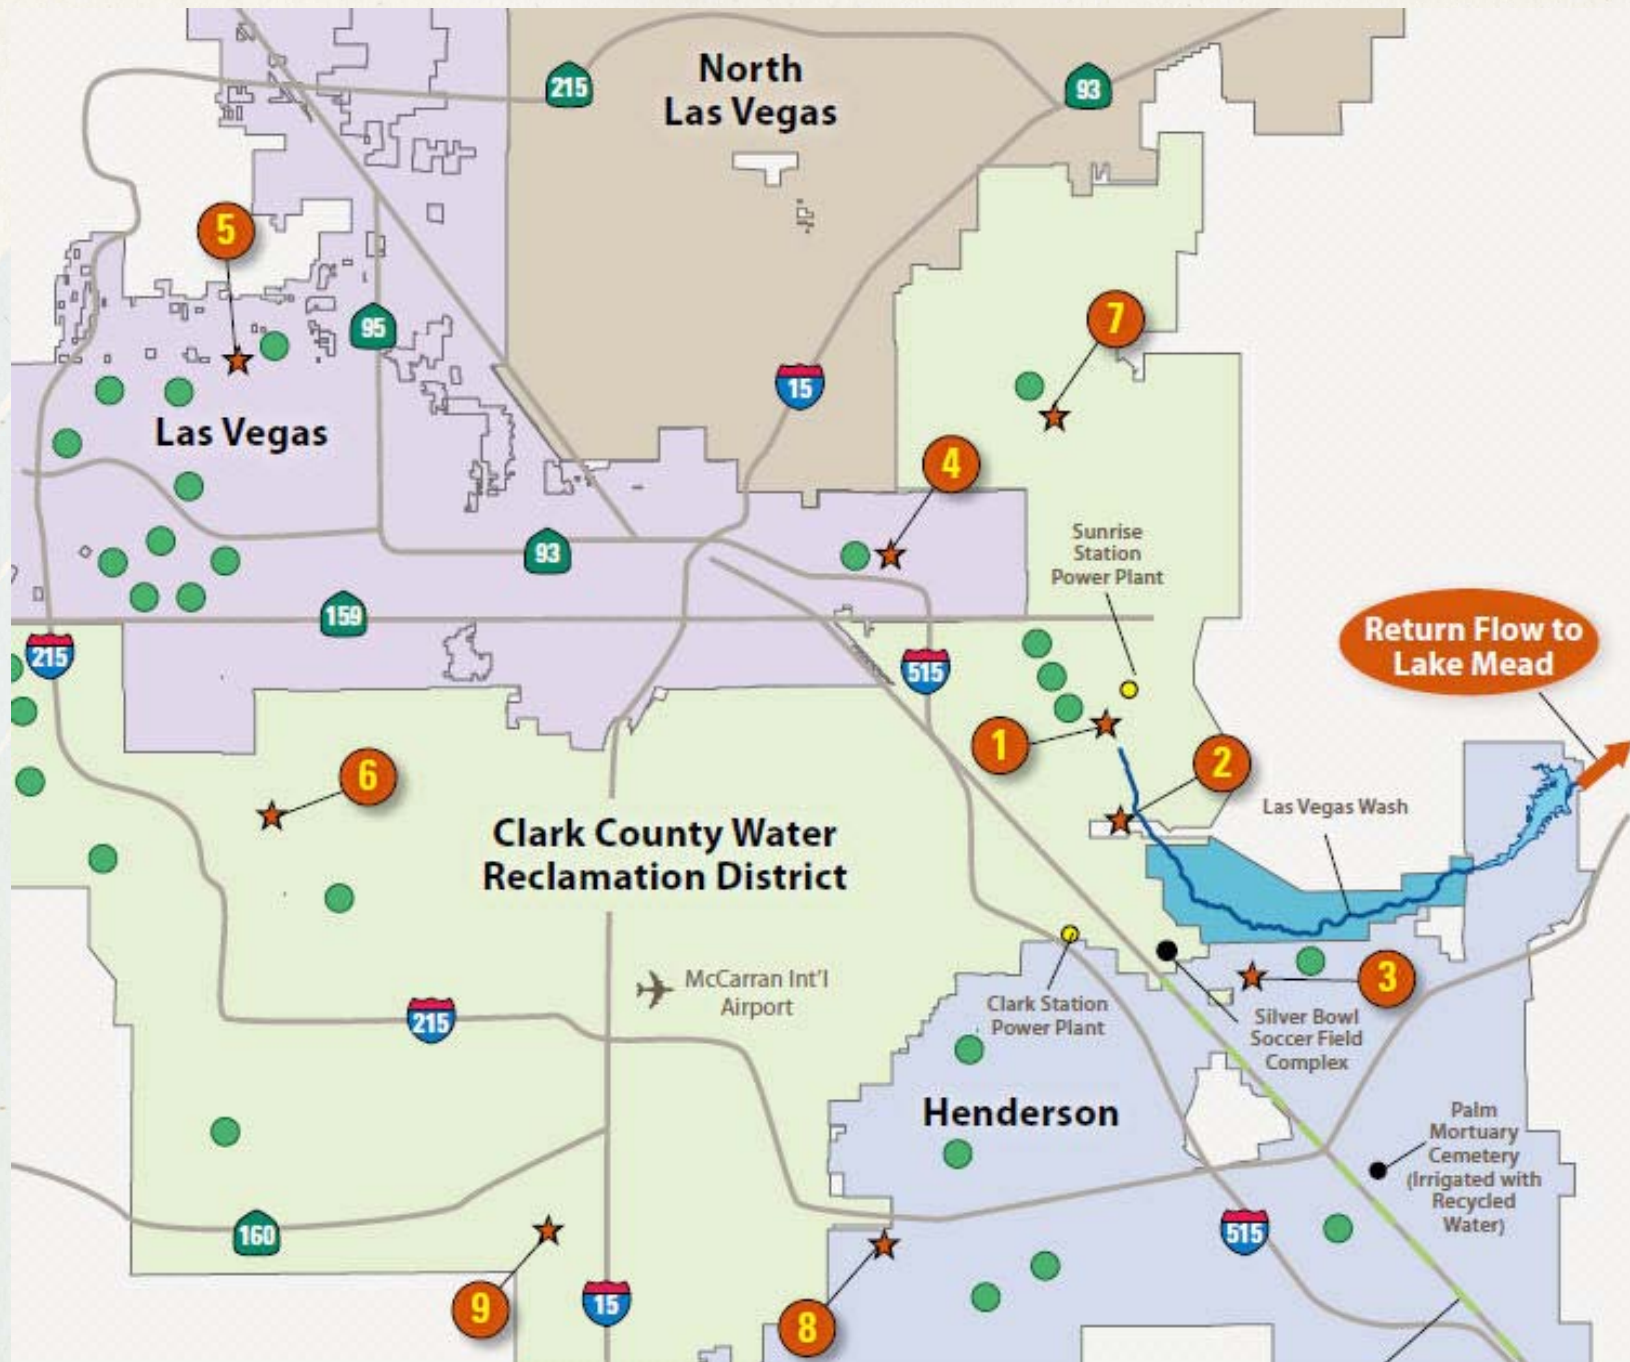 North
Las Vegas
215
93
5
95
7
15
Las Vegas
4
93
Sunrise
Station
Power Plant
159
215
515
Return Flow to
Lake Mead
1
2
6
Las Vegas Wash
Clark County Water
Reclamation District
McCarran Int'l
Airport
3
Clark Station
Power Plant
Silver Bowl
Soccer Field
Complex
215
Henderson
Palm
Mortuary
Cemetery
(Irrigated with
Recycled
Water)
160
515
9
15
8